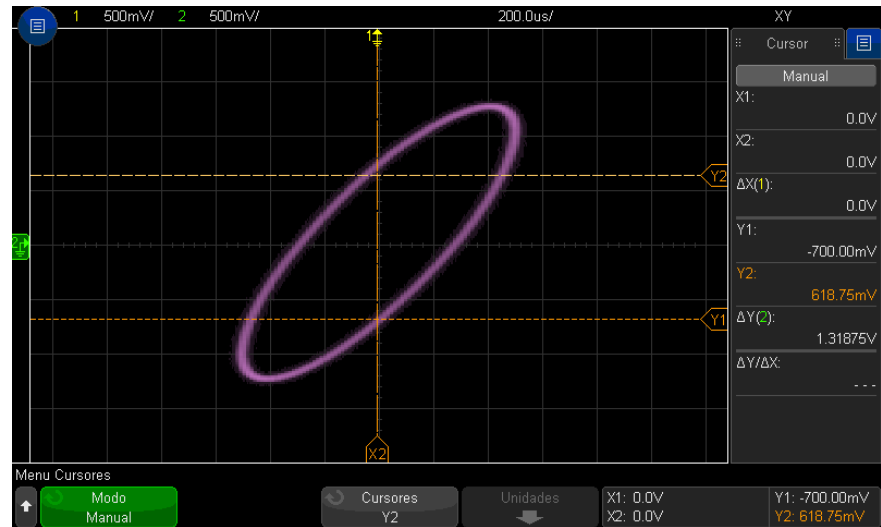 1 500mV/ 2 500mV/ 200.0us/ XY
1
Cursor
Manual
X1:
0.0V
X2:
0.0V
ΔX(1):
0.0V
Y1:
-700.00mV
Y2:
618.75mV
ΔY(2):
1.31875V
ΔY/ΔX:
---
Y2
2
Y1
X2
Menu Cursores
Modo
Manual
Cursores
Y2
Unidades
X1: 0.0V
X2: 0.0V
Y1: -700.00mV
Y2: 618.75mV